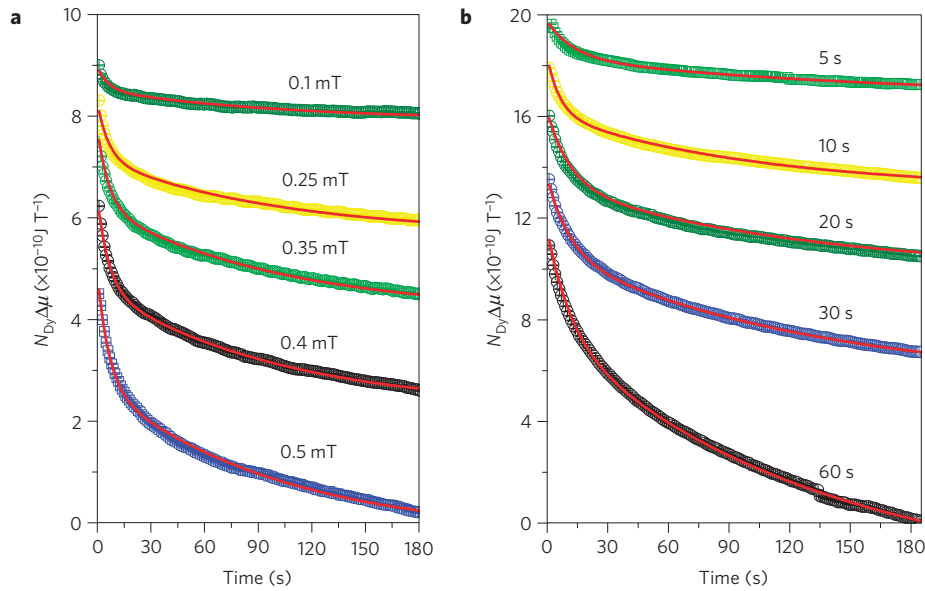 a
10
8
6
4
2
0
N_Dy Δμ (×10⁻¹⁰ J T⁻¹)
0.1 mT
0.25 mT
0.35 mT
0.4 mT
0.5 mT
0 30 60 90 120 150 180
Time (s)
b
20
16
12
8
4
0
N_Dy Δμ (×10⁻¹⁰ J T⁻¹)
5 s
10 s
20 s
30 s
60 s
0 30 60 90 120 150 180
Time (s)